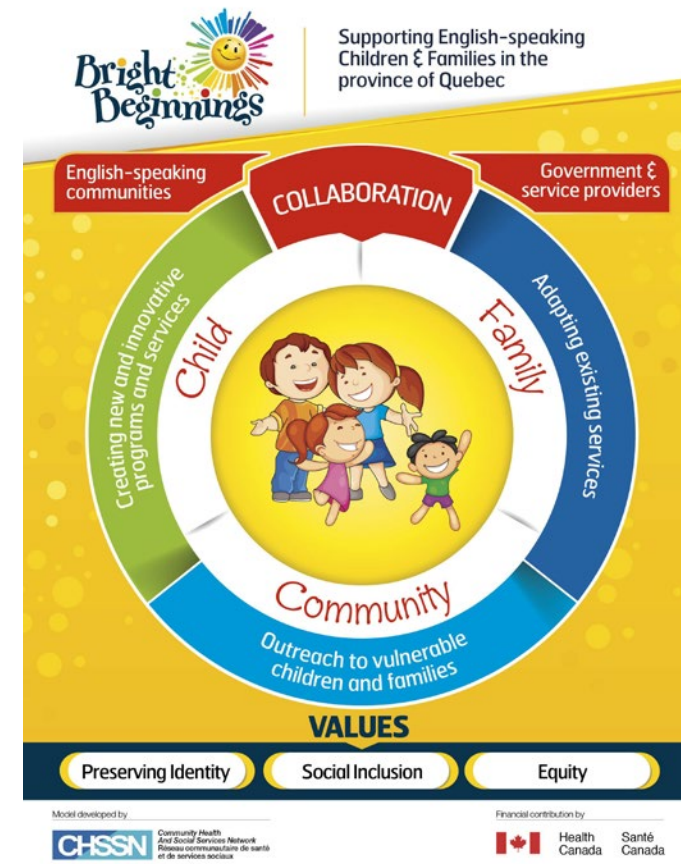 Bright
Beginnings
Supporting English-speaking
Children & Families in the
province of Quebec
English-speaking
communities
COLLABORATION
Government &
service providers
Creating new and innovative
programs and services
Child
Family
Adapting existing services
Community
Outreach to vulnerable
children and families
VALUES
Preserving Identity
Social Inclusion
Equity
Model developed by
CHSSN
Community Health
And Social Services Network
Réseau communautaire de santé
et de services sociaux
Financial contribution by
Health
Canada
Santé
Canada